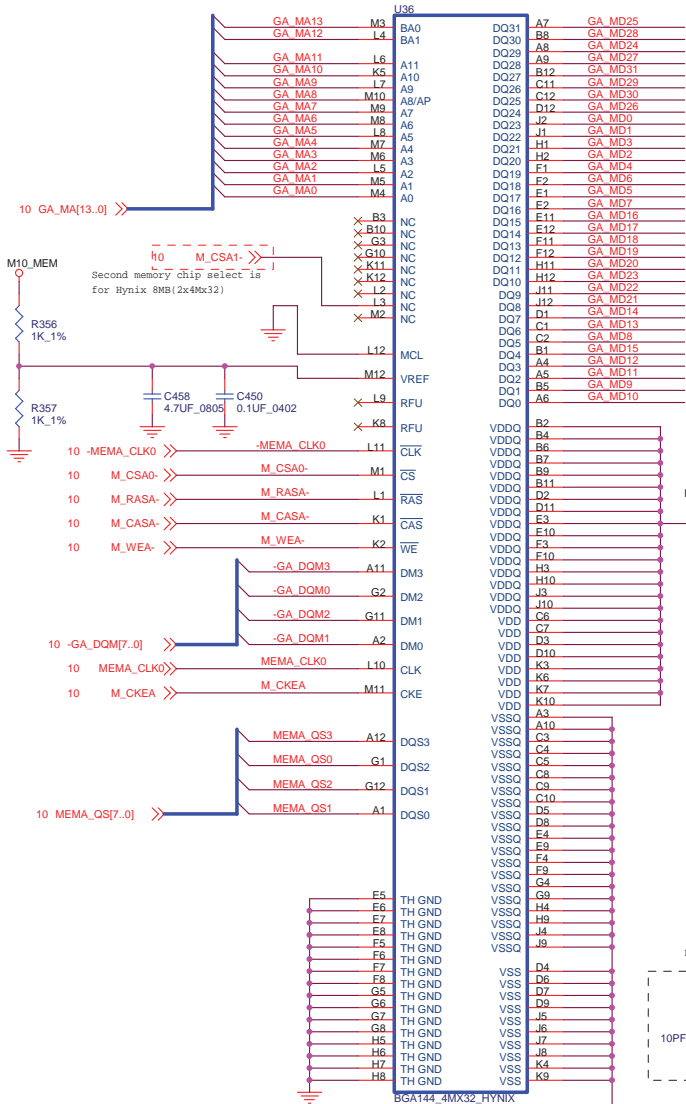 U36
GA_MA13 M3 BA0
GA_MA12 L4 BA1
GA_MA11 L6 A11
GA_MA10 K5 A10
GA_MA9 L7 A9
GA_MA8 M10 A8/AP
GA_MA7 M9 A7
GA_MA6 M8 A6
GA_MA5 L8 A5
GA_MA4 M7 A4
GA_MA3 M6 A3
GA_MA2 L5 A2
GA_MA1 M5 A1
GA_MA0 M4 A0
10 GA_MA[13..0]
B3 NC
B10 NC
G3 NC
G10 NC
K11 NC
K12 NC
L2 NC
L3 NC
M2 NC
10 M_CSA1-
Second memory chip select is
for Hynix 8MB(2x4Mx32)
M10_MEM
R356
1K_1%
R357
1K_1%
C458
4.7UF_0805
C450
0.1UF_0402
L12 MCL
M12 VREF
L9 RFU
K8 RFU
10 -MEMA_CLK0 -MEMA_CLK0 L11 CLK
10 M_CSA0- M_CSA0- M1 CS
10 M_RASA- M_RASA- L1 RAS
10 M_CASA- M_CASA- K1 CAS
10 M_WEA- M_WEA- K2 WE
-GA_DQM3 A11 DM3
-GA_DQM0 G2 DM2
-GA_DQM2 G11 DM1
-GA_DQM1 A2 DM0
10 -GA_DQM[7..0]
10 MEMA_CLK0 MEMA_CLK0 L10 CLK
10 M_CKEA M_CKEA M11 CKE
MEMA_QS3 A12 DQS3
MEMA_QS0 G1 DQS2
MEMA_QS2 G12 DQS1
MEMA_QS1 A1 DQS0
10 MEMA_QS[7..0]
E5 TH GND
E6 TH GND
E7 TH GND
E8 TH GND
F5 TH GND
F6 TH GND
F7 TH GND
F8 TH GND
G5 TH GND
G6 TH GND
G7 TH GND
G8 TH GND
H5 TH GND
H6 TH GND
H7 TH GND
H8 TH GND
DQ31 A7 GA_MD25
DQ30 B8 GA_MD28
DQ29 A8 GA_MD24
DQ28 A9 GA_MD27
DQ27 B12 GA_MD31
DQ26 C11 GA_MD29
DQ25 C12 GA_MD30
DQ24 D12 GA_MD26
DQ23 J2 GA_MD0
DQ22 J1 GA_MD1
DQ21 H1 GA_MD3
DQ20 H2 GA_MD2
DQ19 F1 GA_MD4
DQ18 F2 GA_MD6
DQ17 E1 GA_MD5
DQ16 E2 GA_MD7
DQ15 E11 GA_MD16
DQ14 E12 GA_MD17
DQ13 F11 GA_MD18
DQ12 F12 GA_MD19
DQ11 H11 GA_MD20
DQ10 H12 GA_MD23
DQ9 J11 GA_MD22
DQ8 J12 GA_MD21
DQ7 D1 GA_MD14
DQ6 C1 GA_MD13
DQ5 C2 GA_MD8
DQ4 B1 GA_MD15
DQ3 A4 GA_MD12
DQ2 A5 GA_MD11
DQ1 B5 GA_MD9
DQ0 A6 GA_MD10
VDDQ B2
VDDQ B4
VDDQ B6
VDDQ B7
VDDQ B9
VDDQ B11
VDDQ D2
VDDQ D11
VDDQ E3
VDDQ E10
VDDQ F3
VDDQ F10
VDDQ H3
VDDQ H10
VDDQ J3
VDDQ J10
VDD C6
VDD C7
VDD D3
VDD D10
VDD K3
VDD K6
VDD K7
VDD K10
VSSQ A3
VSSQ A10
VSSQ C3
VSSQ C4
VSSQ C5
VSSQ C8
VSSQ C9
VSSQ C10
VSSQ D5
VSSQ D8
VSSQ E4
VSSQ E9
VSSQ F4
VSSQ F9
VSSQ G4
VSSQ G9
VSSQ H4
VSSQ H9
VSSQ J4
VSSQ J9
VSS D4
VSS D6
VSS D7
VSS D9
VSS J5
VSS J6
VSS J7
VSS J8
VSS K4
VSS K9
10PF
BGA144_4MX32_HYNIX